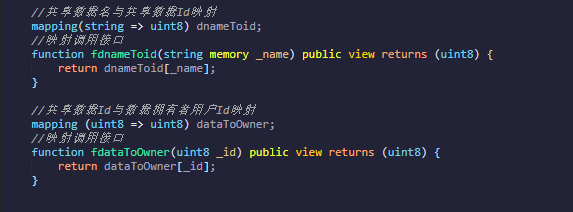 //共享数据名与共享数据Id映射
mapping(string => uint8) dnameToid;
//映射调用接口
function fdnameToid(string memory _name) public view returns (uint8) {
return dnameToid[_name];
}
//共享数据Id与数据拥有者用户Id映射
mapping (uint8 => uint8) dataToOwner;
//映射调用接口
function fdataToOwner(uint8 _id) public view returns (uint8) {
return dataToOwner[_id];
}